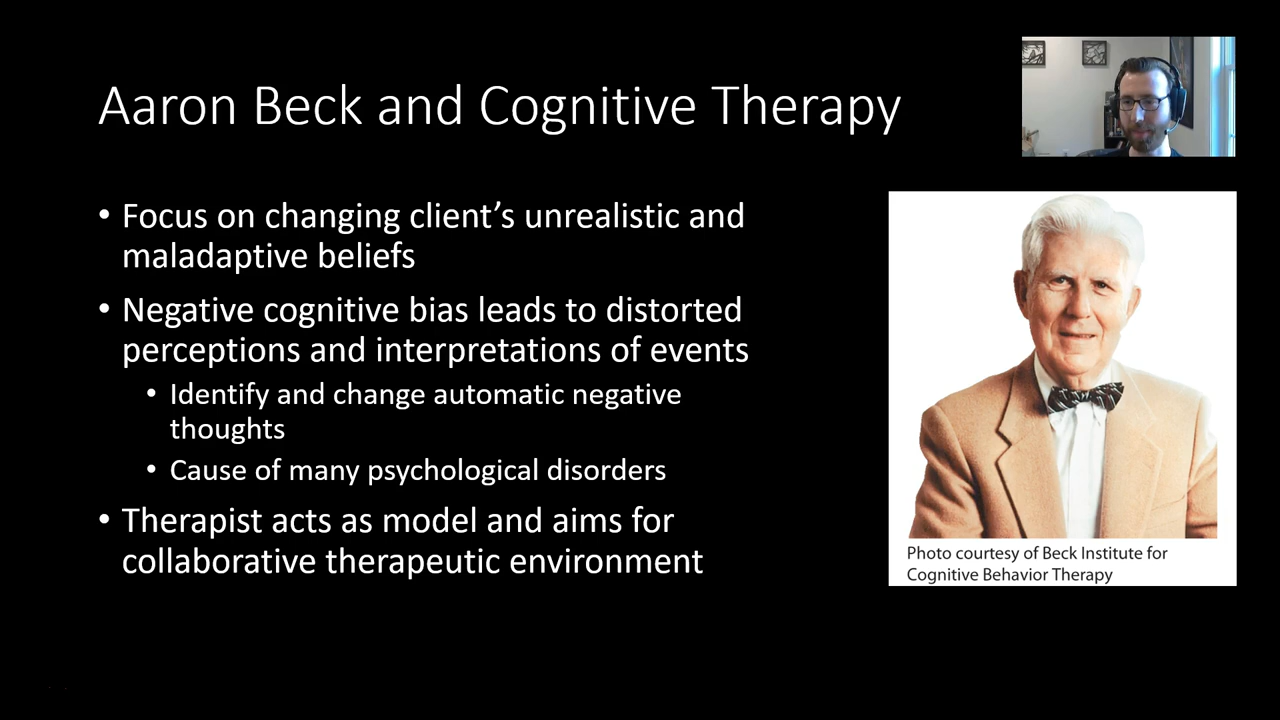 Aaron Beck and Cognitive Therapy
• Focus on changing client’s unrealistic and
maladaptive beliefs
• Negative cognitive bias leads to distorted
perceptions and interpretations of events
• Identify and change automatic negative
thoughts
• Cause of many psychological disorders
• Therapist acts as model and aims for
collaborative therapeutic environment
Photo courtesy of Beck Institute for
Cognitive Behavior Therapy